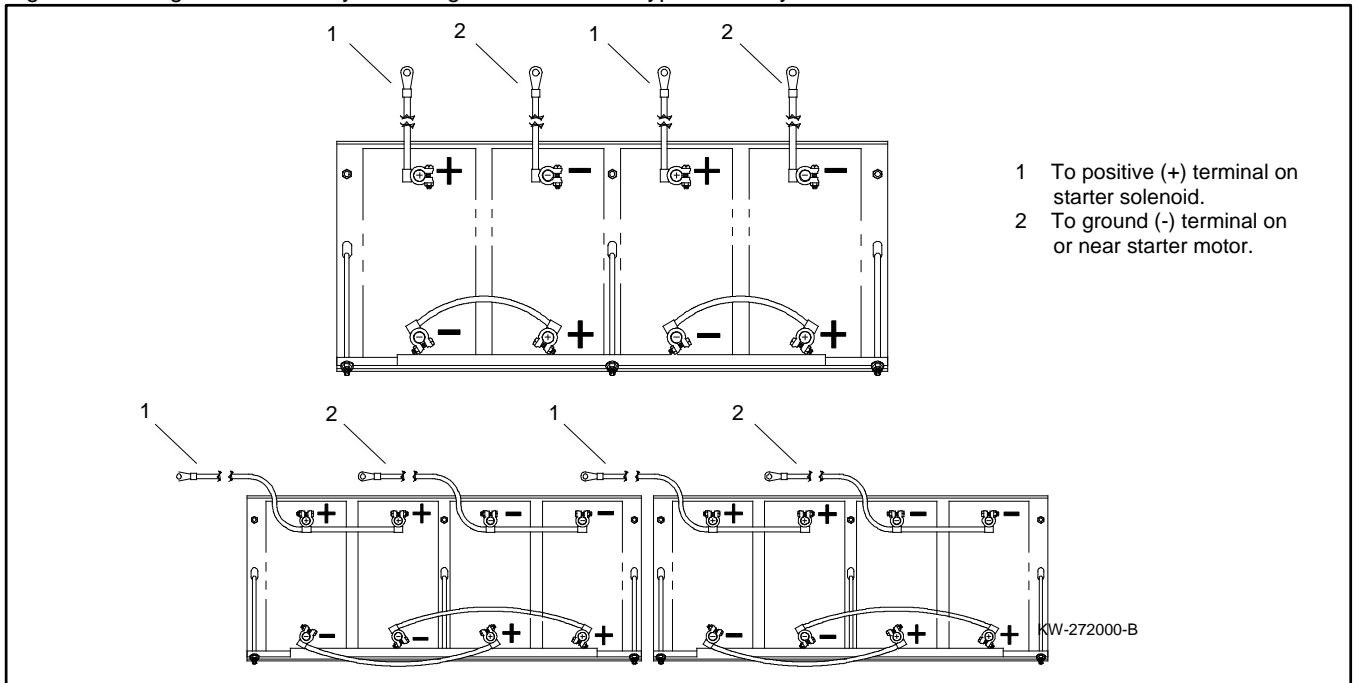 1 2 1 2
+ - + -
1 To positive (+) terminal on
starter solenoid.
2 To ground (-) terminal on
or near starter motor.
- + - +
1 2 1 2
+ + - - + + - -
- - + + - - + +
KW-272000-B